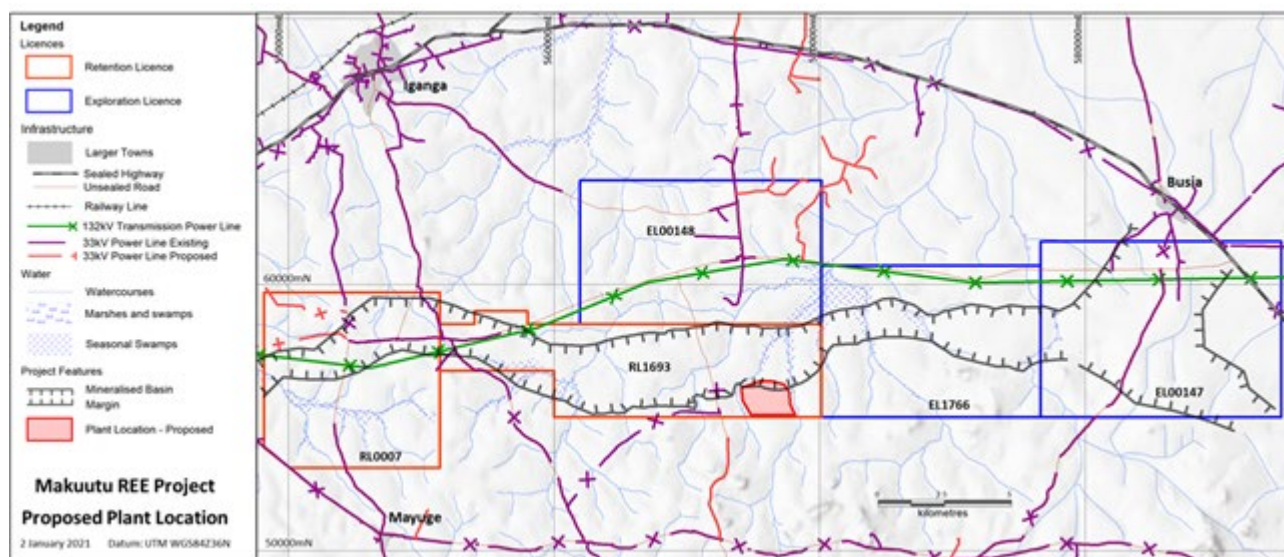 Legend
Licences
Retention Licence
Exploration Licence
Infrastructure
Larger Towns
Sealed Highway
Unsealed Road
Railway Line
132kV Transmission Power Line
33kV Power Line Existing
33kV Power Line Proposed
Water
Watercourses
Marshes and swamps
Seasonal Swamps
Project Features
Mineralised Basin
Margin
Plant Location - Proposed
Makuutu REE Project
Proposed Plant Location
2 January 2021 Datum: UTM WGS84Z36N
Iganga
Busia
EL00148
60000mN
RL1693
EL1766
EL00147
RL0007
Mayuge
kilometres
50000mN